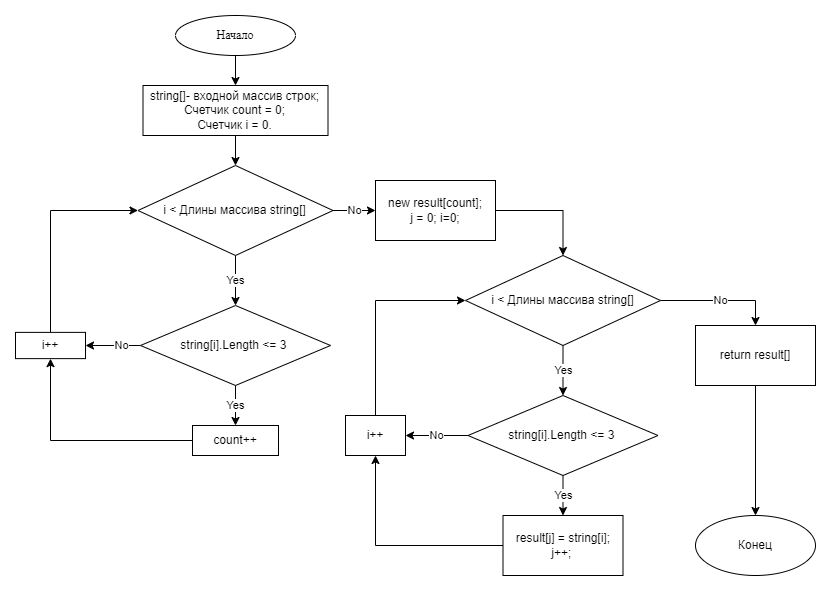 Начало
string[]- входной массив строк;
Счетчик count = 0;
Счетчик i = 0.
i < Длины массива string[]
No
new result[count];
j = 0; i=0;
Yes
i < Длины массива string[]
No
i++
No
string[i].Length <= 3
return result[]
Yes
Yes
count++
i++
No
string[i].Length <= 3
Yes
result[j] = string[i];
j++;
Конец